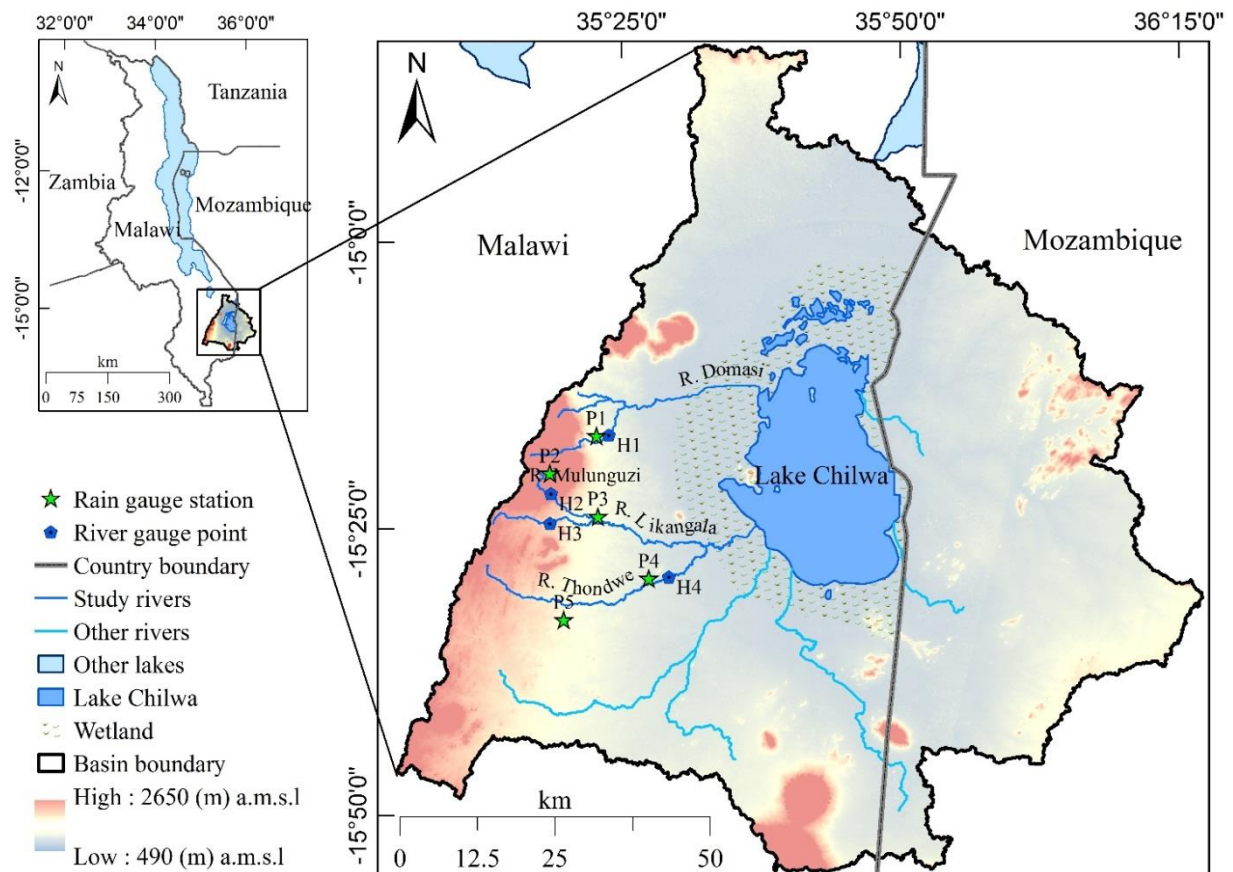 32°0'0" 34°0'0" 36°0'0"
N
Tanzania
-12°0'0"
Zambia
Mozambique
Malawi
-15°0'0"
km
0 75 150 300
Rain gauge station
River gauge point
Country boundary
Study rivers
Other rivers
Other lakes
Lake Chilwa
Wetland
Basin boundary
High : 2650 (m) a.m.s.l
Low : 490 (m) a.m.s.l
35°25'0" 35°50'0" 36°15'0"
N
-15°0'0"
Malawi
Mozambique
R. Domasi
P1
H1
P2
R. Mulunguzi
Lake Chilwa
H2
P3
R. Likangala
-15°25'0"
H3
P4
R. Thondwe
H4
P5
-15°50'0"
km
0 12.5 25 50